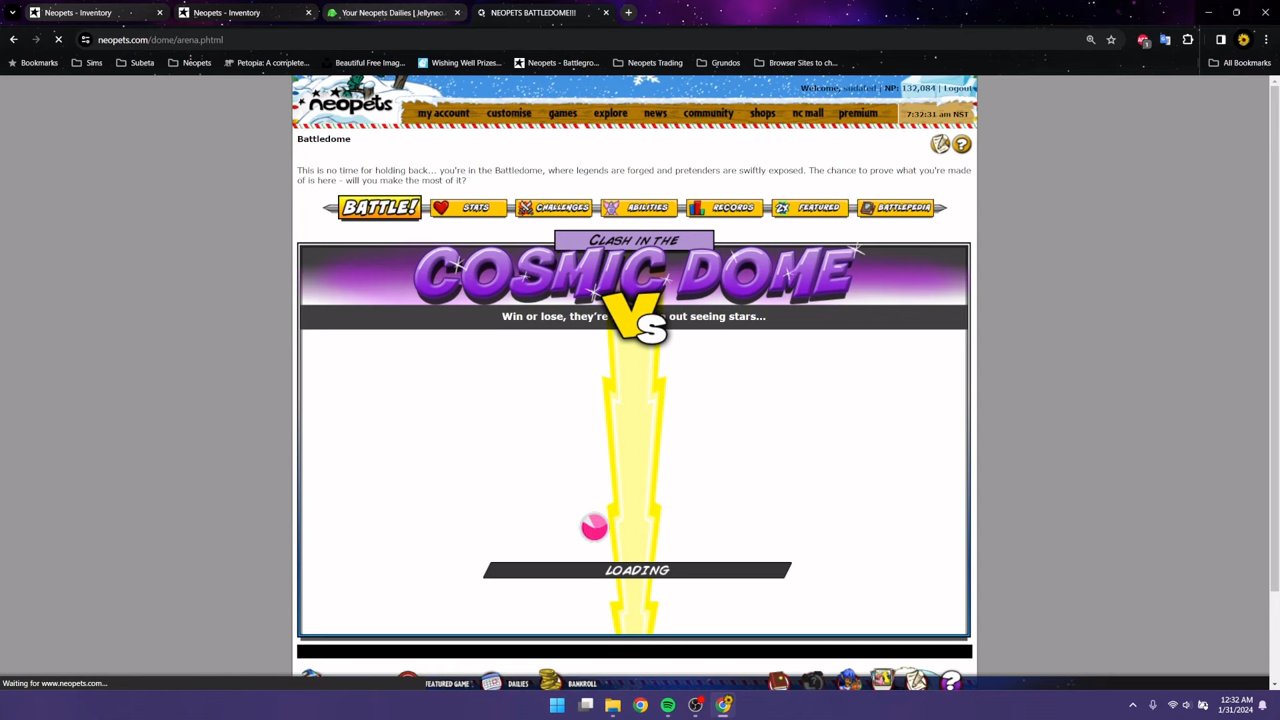 Neopets - Inventory
Neopets - Inventory
Your Neopets Dailies | Jellyneo
NEOPETS BATTLEDOME!!!
neopets.com/dome/arena.phtml
Bookmarks
Sims
Subeta
Neopets
Petopia: A complete...
Beautiful Free Imag...
Wishing Well Prizes...
Neopets - Battlegro...
Neopets Trading
Grundos
Browser Sites to ch...
All Bookmarks
neopets
Welcome, sudated | NP: 132,084 | Logout
my account
customise
games
explore
news
community
shops
nc mall
premium
7:32:31 am NST
Battledome
This is no time for holding back... you're in the Battledome, where legends are forged and pretenders are swiftly exposed. The chance to prove what you're made
of is here - will you make the most of it?
BATTLE!
STATS
CHALLENGES
ABILITIES
RECORDS
FEATURED
BATTLEPEDIA
CLASH IN THE
COSMIC DOME
Vs
Win or lose, they're out seeing stars...
LOADING
FEATURED GAME
DAILIES
BANKROLL
Waiting for www.neopets.com...
12:32 AM
1/31/2024